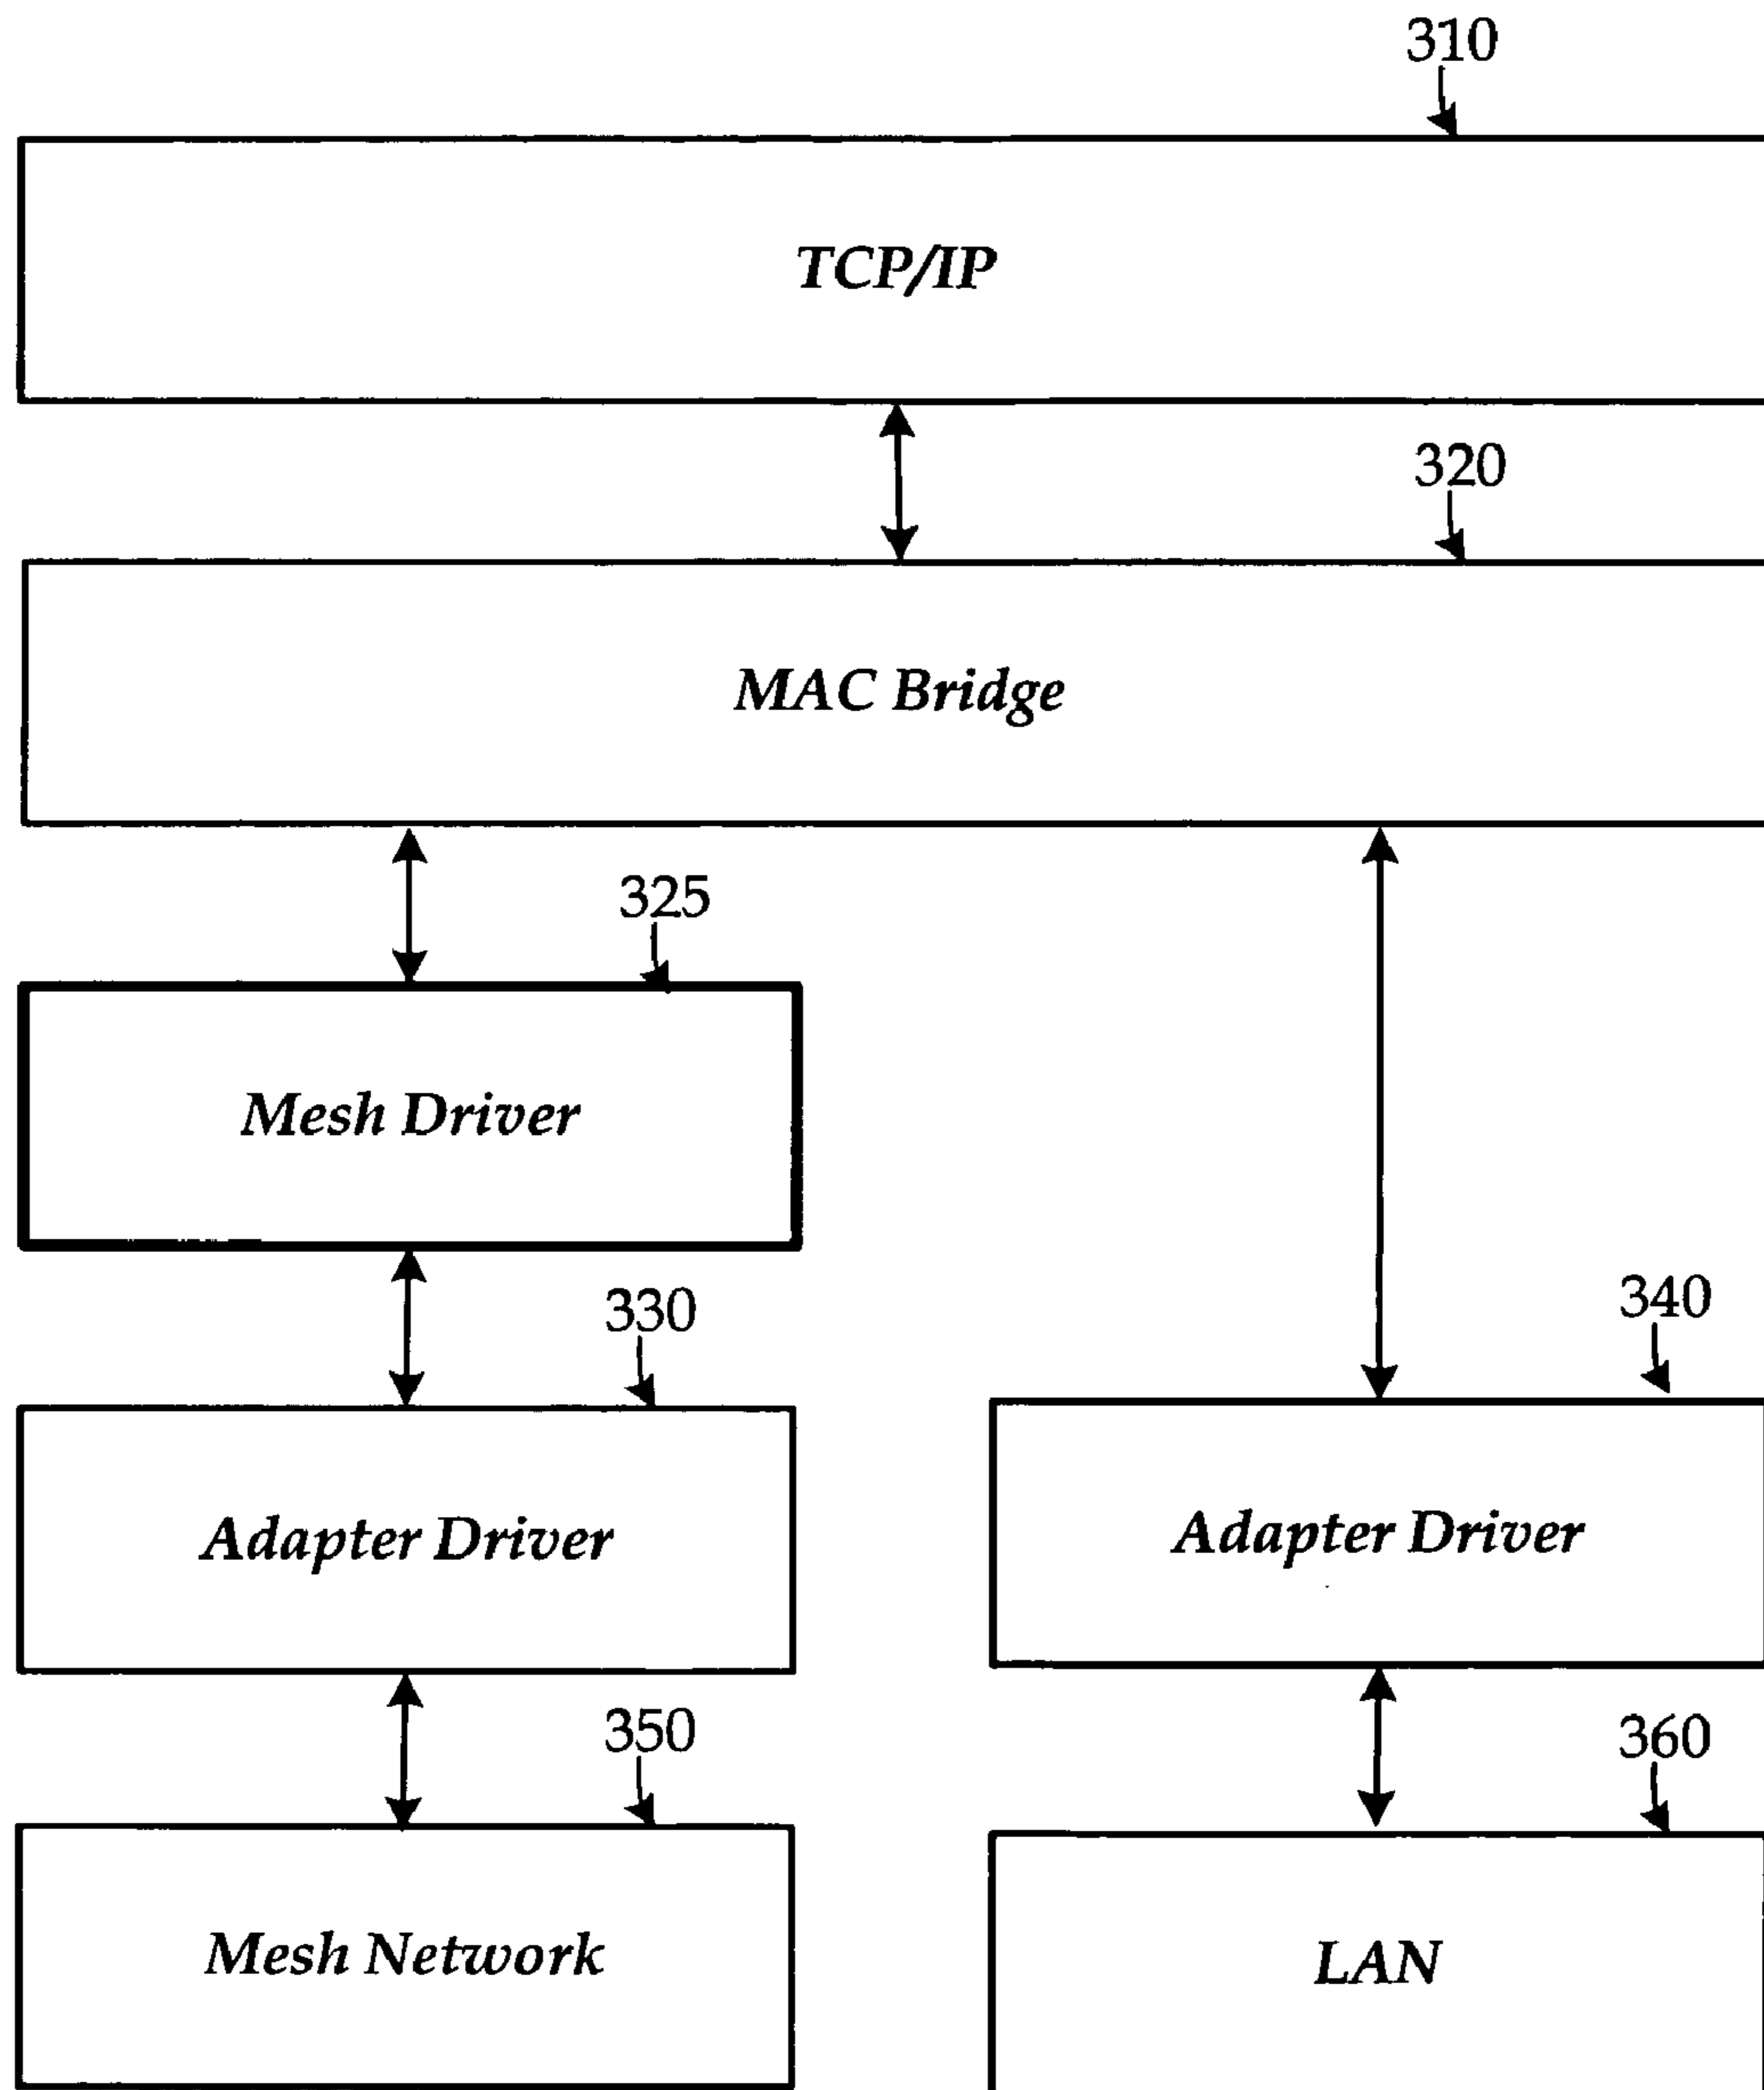 310
TCP/IP
320
MAC Bridge
325
Mesh Driver
330
340
Adapter Driver
Adapter Driver
350
360
Mesh Network
LAN